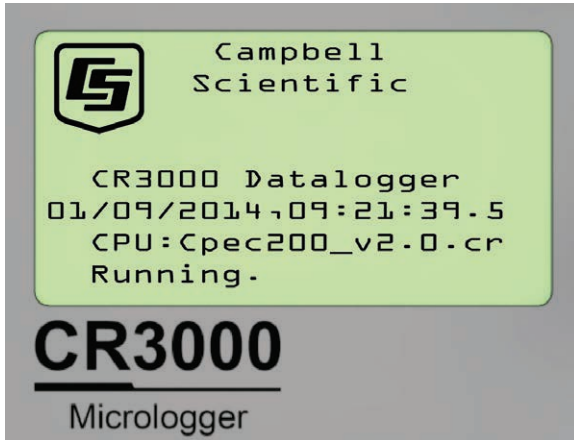 Campbell
Scientific
CR3000 Datalogger
01/09/2014,09:21:39.5
CPU:Cpec200_v2.0.cr
Running.
CR3000
Micrologger